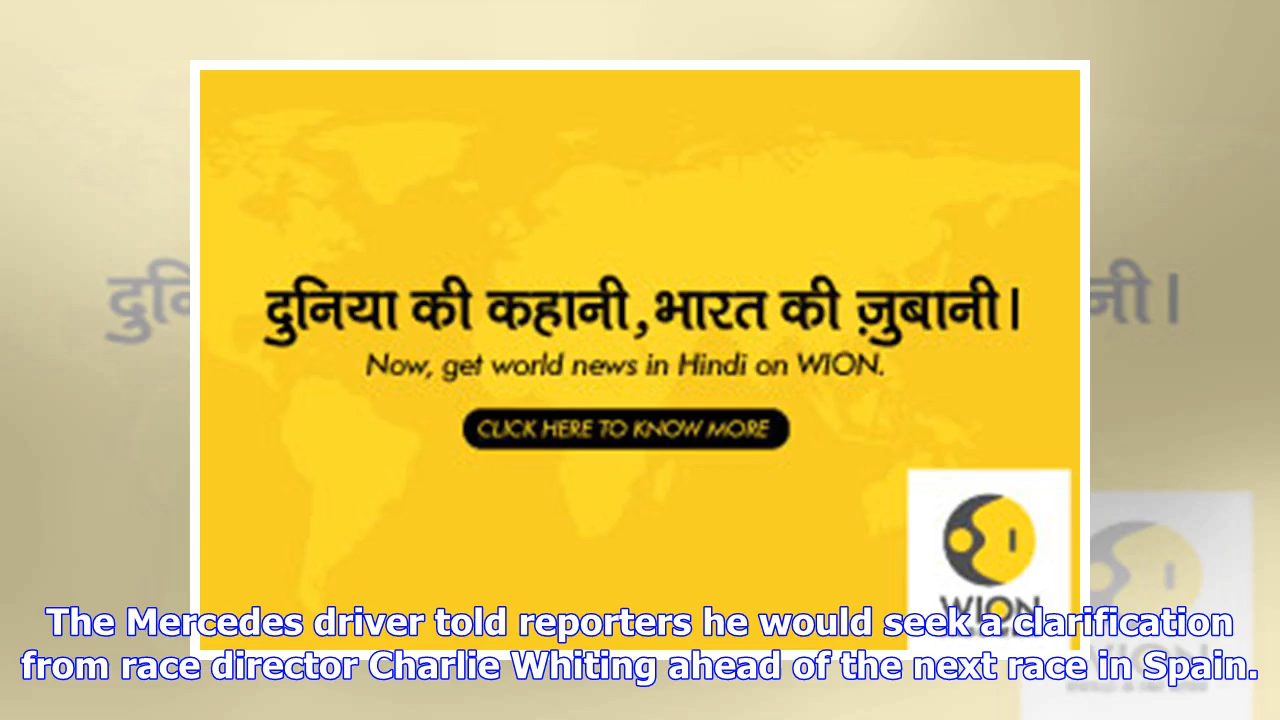 दुनिया की कहानी,भारत की ज़ुबानी।
Now, get world news in Hindi on WION.
CLICK HERE TO KNOW MORE
WION
The Mercedes driver told reporters he would seek a clarification
from race director Charlie Whiting ahead of the next race in Spain.